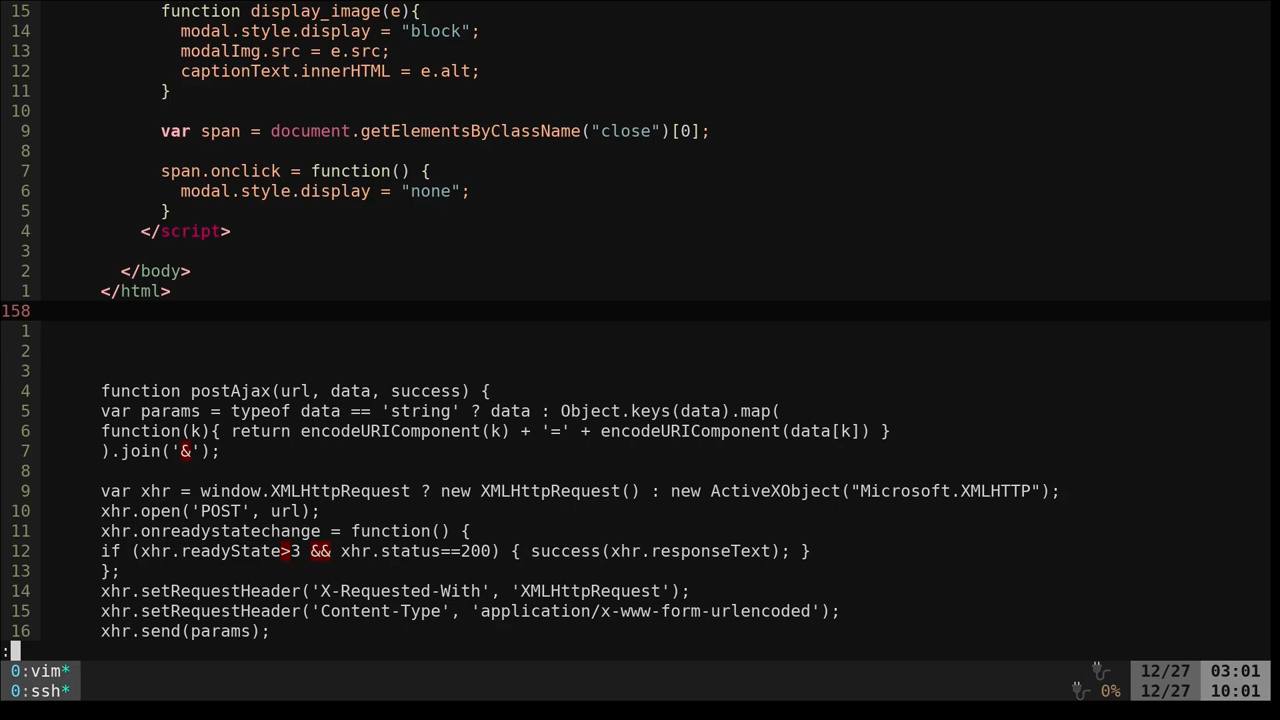 15 function display_image(e){
14 modal.style.display = "block";
13 modalImg.src = e.src;
12 captionText.innerHTML = e.alt;
11 }
10
9 var span = document.getElementsByClassName("close")[0];
8
7 span.onclick = function() {
6 modal.style.display = "none";
5 }
4 </script>
3
2 </body>
1 </html>
158
1
2
3
4 function postAjax(url, data, success) {
5 var params = typeof data == 'string' ? data : Object.keys(data).map(
6 function(k){ return encodeURIComponent(k) + '=' + encodeURIComponent(data[k]) }
7 ).join('&');
8
9 var xhr = window.XMLHttpRequest ? new XMLHttpRequest() : new ActiveXObject("Microsoft.XMLHTTP");
10 xhr.open('POST', url);
11 xhr.onreadystatechange = function() {
12 if (xhr.readyState>3 && xhr.status==200) { success(xhr.responseText); }
13 };
14 xhr.setRequestHeader('X-Requested-With', 'XMLHttpRequest');
15 xhr.setRequestHeader('Content-Type', 'application/x-www-form-urlencoded');
16 xhr.send(params);
:
0:vim* 12/27 03:01
0:ssh* 0% 12/27 10:01